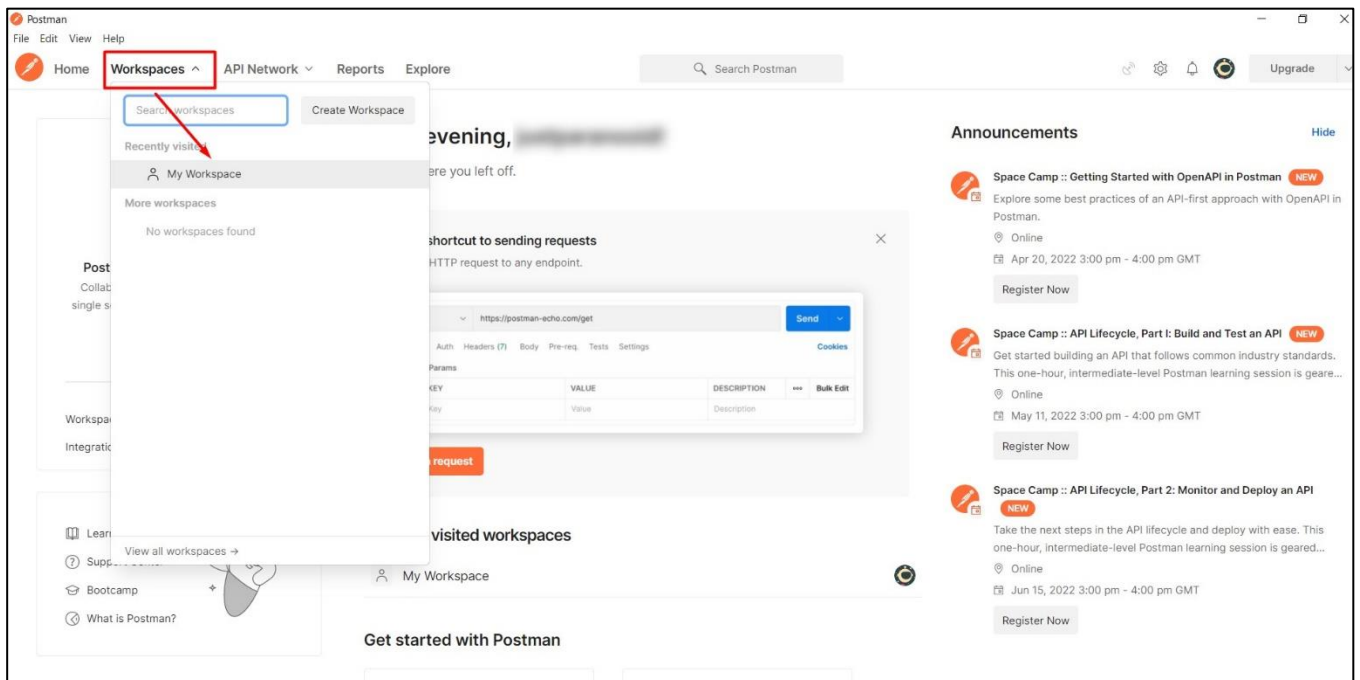 Postman
File Edit View Help
Home Workspaces API Network Reports Explore Search Postman Upgrade
Search workspaces Create Workspace
Recently visited
My Workspace
More workspaces
No workspaces found
View all workspaces →
evening,
ere you left off.
shortcut to sending requests
HTTP request to any endpoint.
https://postman-echo.com/get Send
Auth Headers (7) Body Pre-req. Tests Settings Cookies
Params
KEY VALUE DESCRIPTION Bulk Edit
Key Value Description
request
visited workspaces
My Workspace
Get started with Postman
Post
Collab
single s
Workspa
Integratio
Lear
Support Center
Bootcamp
What is Postman?
Announcements Hide
Space Camp :: Getting Started with OpenAPI in Postman NEW
Explore some best practices of an API-first approach with OpenAPI in
Postman.
Online
Apr 20, 2022 3:00 pm - 4:00 pm GMT
Register Now
Space Camp :: API Lifecycle, Part I: Build and Test an API NEW
Get started building an API that follows common industry standards.
This one-hour, intermediate-level Postman learning session is geare...
Online
May 11, 2022 3:00 pm - 4:00 pm GMT
Register Now
Space Camp :: API Lifecycle, Part 2: Monitor and Deploy an API
NEW
Take the next steps in the API lifecycle and deploy with ease. This
one-hour, intermediate-level Postman learning session is geared...
Online
Jun 15, 2022 3:00 pm - 4:00 pm GMT
Register Now